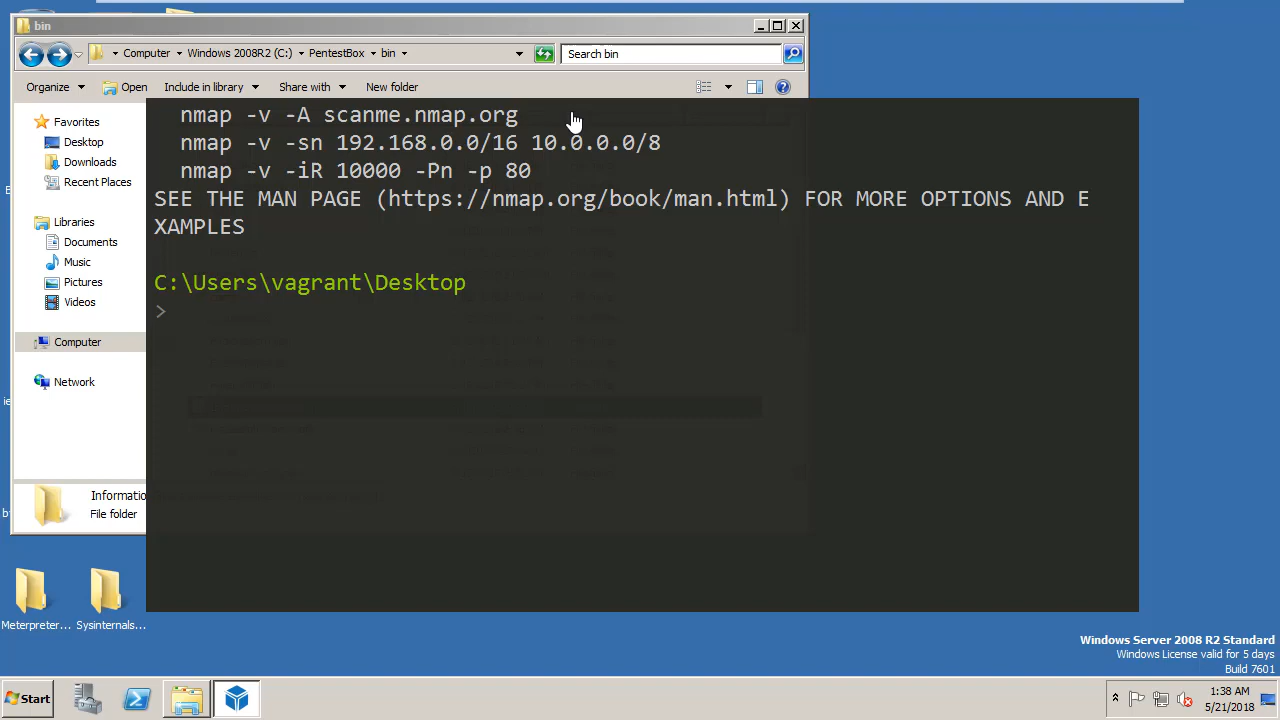 bin
Computer
Windows 2008R2 (C:)
PentestBox
bin
Search bin
Organize
Open
Include in library
Share with
New folder
Favorites
Desktop
Downloads
Recent Places
Libraries
Documents
Music
Pictures
Videos
Computer
Network
File folder
nmap -v -A scanme.nmap.org
nmap -v -sn 192.168.0.0/16 10.0.0.0/8
nmap -v -iR 10000 -Pn -p 80
SEE THE MAN PAGE (https://nmap.org/book/man.html) FOR MORE OPTIONS AND E
XAMPLES
C:\Users\vagrant\Desktop
>
Meterpreter...
Sysinternals...
Windows Server 2008 R2 Standard
Windows License valid for 5 days
Build 7601
Start
1:38 AM
5/21/2018